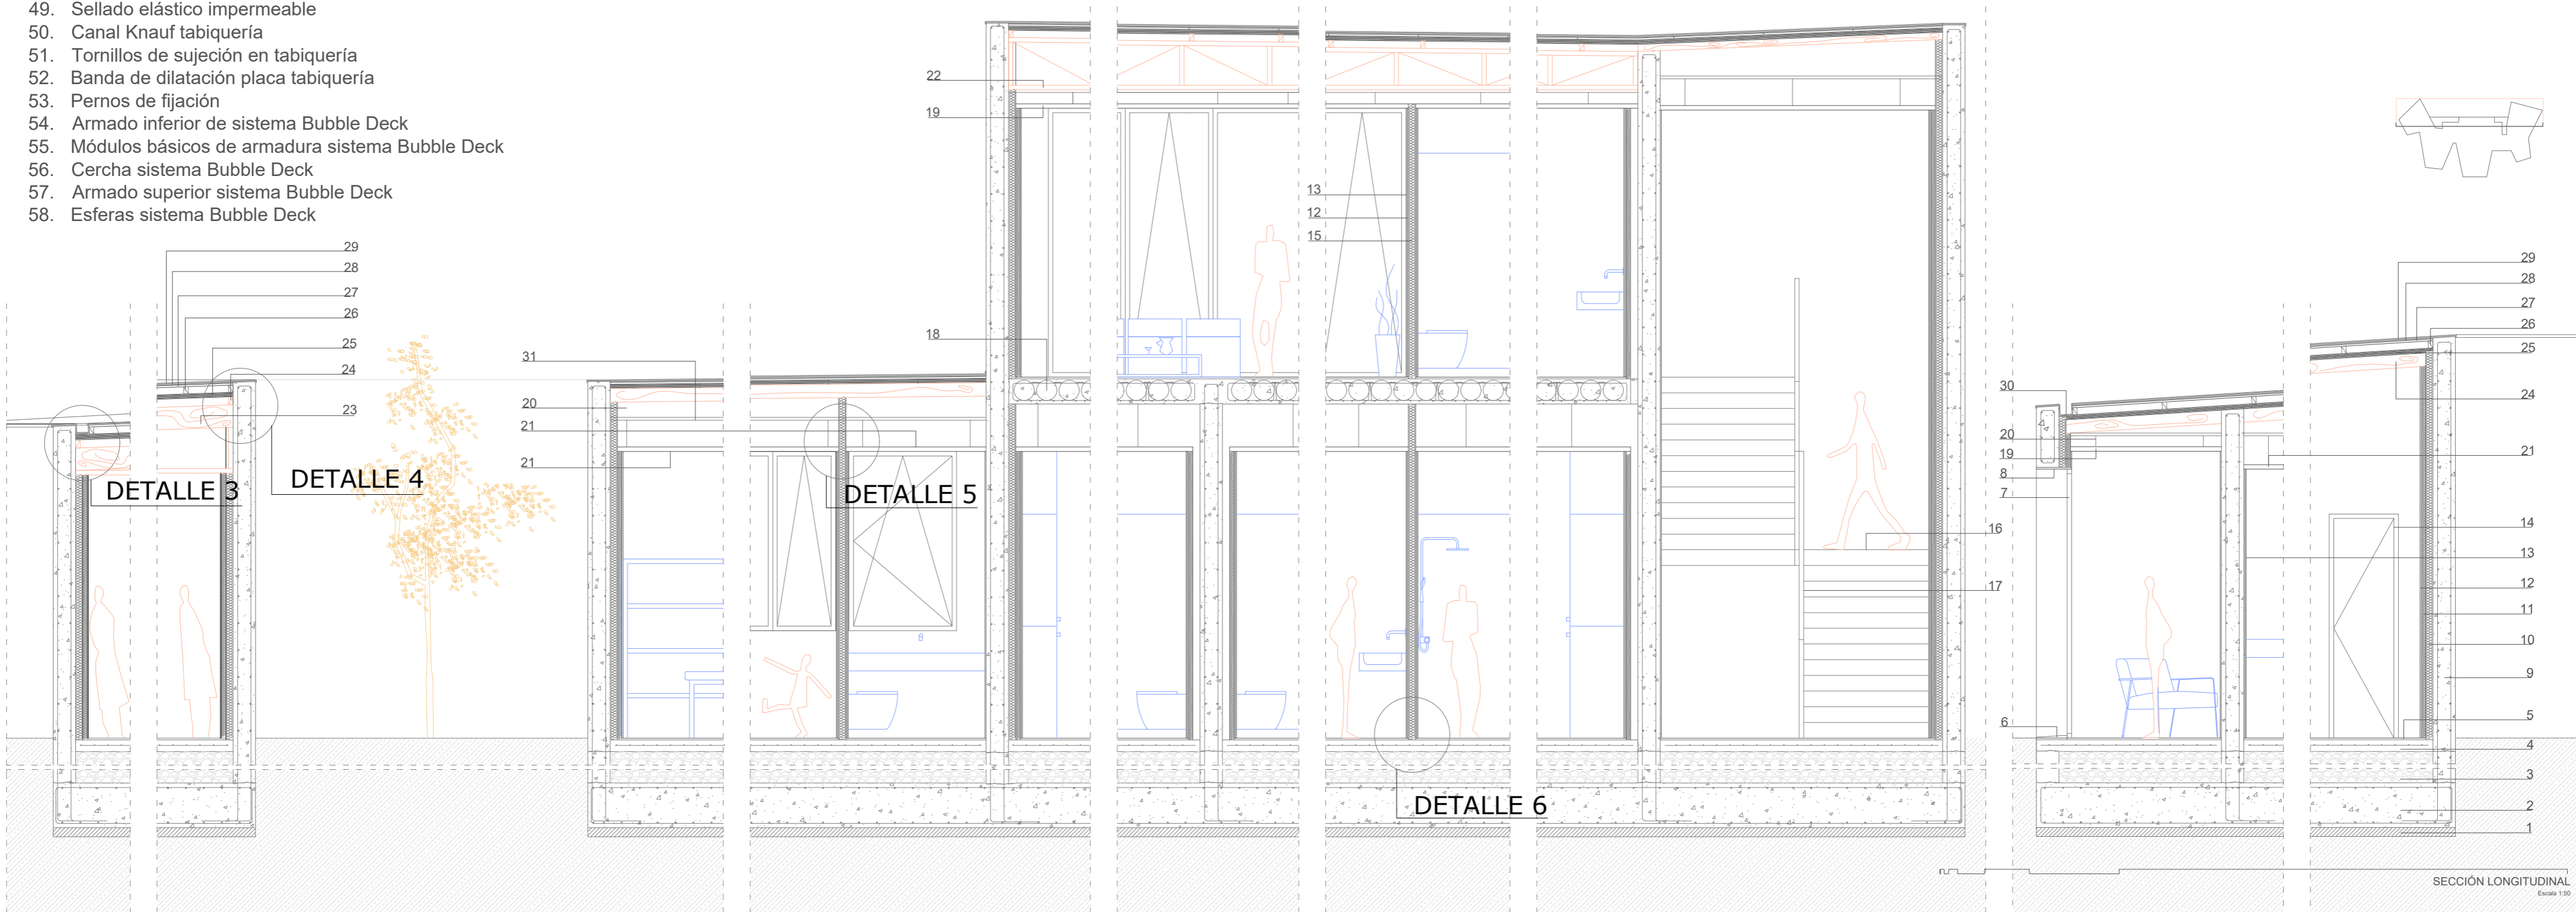 49. Sellado elástico impermeable
50. Canal Knauf tabiquería
51. Tornillos de sujeción en tabiquería
52. Banda de dilatación placa tabiquería
53. Pernos de fijación
54. Armado inferior de sistema Bubble Deck
55. Módulos básicos de armadura sistema Bubble Deck
56. Cercha sistema Bubble Deck
57. Armado superior sistema Bubble Deck
58. Esferas sistema Bubble Deck
29
28
27
26
25
24
23
DETALLE 3
DETALLE 4
31
20
21
21
DETALLE 5
22
19
18
13
12
15
DETALLE 6
16
17
30
20
19
8
7
6
29
28
27
26
25
24
21
14
13
12
11
10
9
5
4
3
2
1
SECCIÓN LONGITUDINAL
Escala 1:50